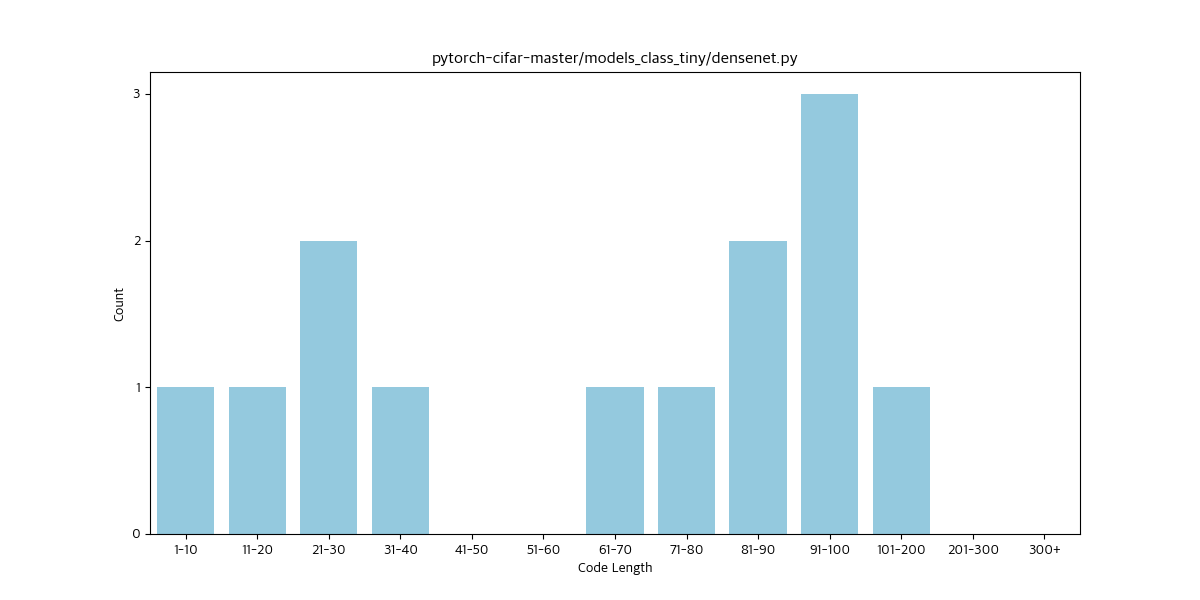 pytorch-cifar-master/models_class_tiny/densenet.py
3
2
1
0
Count
1-10 11-20 21-30 31-40 41-50 51-60 61-70 71-80 81-90 91-100 101-200 201-300 300+
Code Length